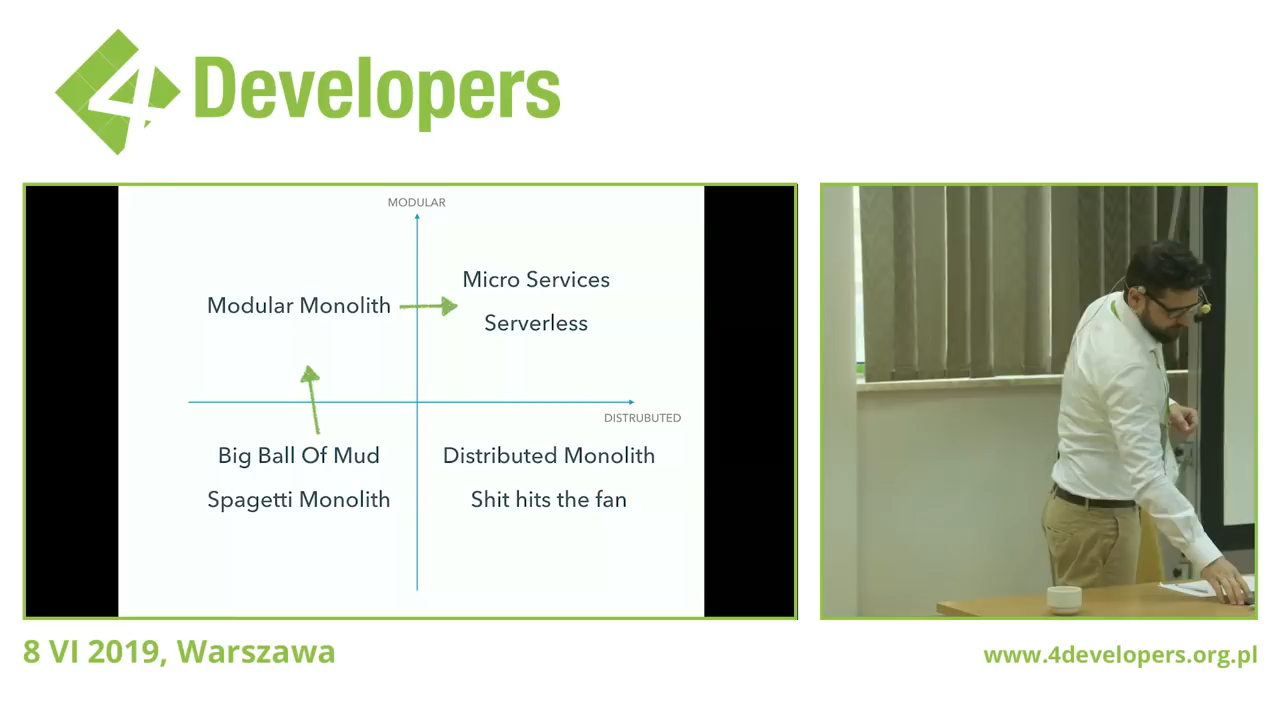 4Developers
MODULAR
Modular Monolith
Micro Services
Serverless
DISTRUBUTED
Big Ball Of Mud
Spagetti Monolith
Distributed Monolith
Shit hits the fan
8 VI 2019, Warszawa
www.4developers.org.pl